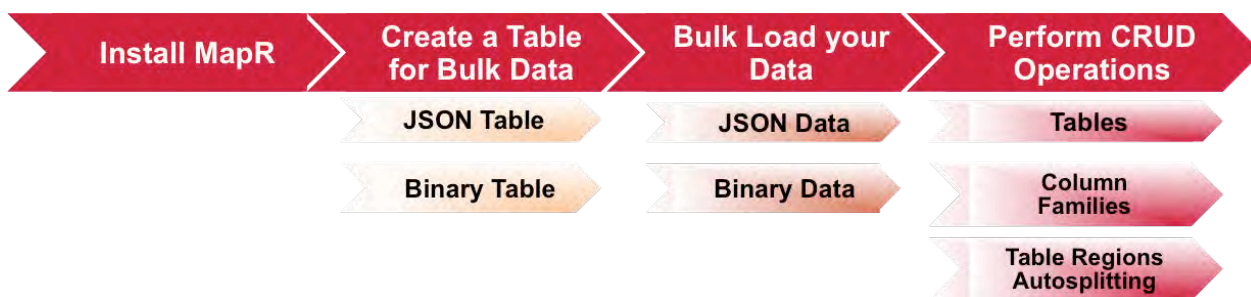 Install MapR
Create a Table
for Bulk Data
Bulk Load your
Data
Perform CRUD
Operations
JSON Table
JSON Data
Tables
Binary Table
Binary Data
Column
Families
Table Regions
Autosplitting